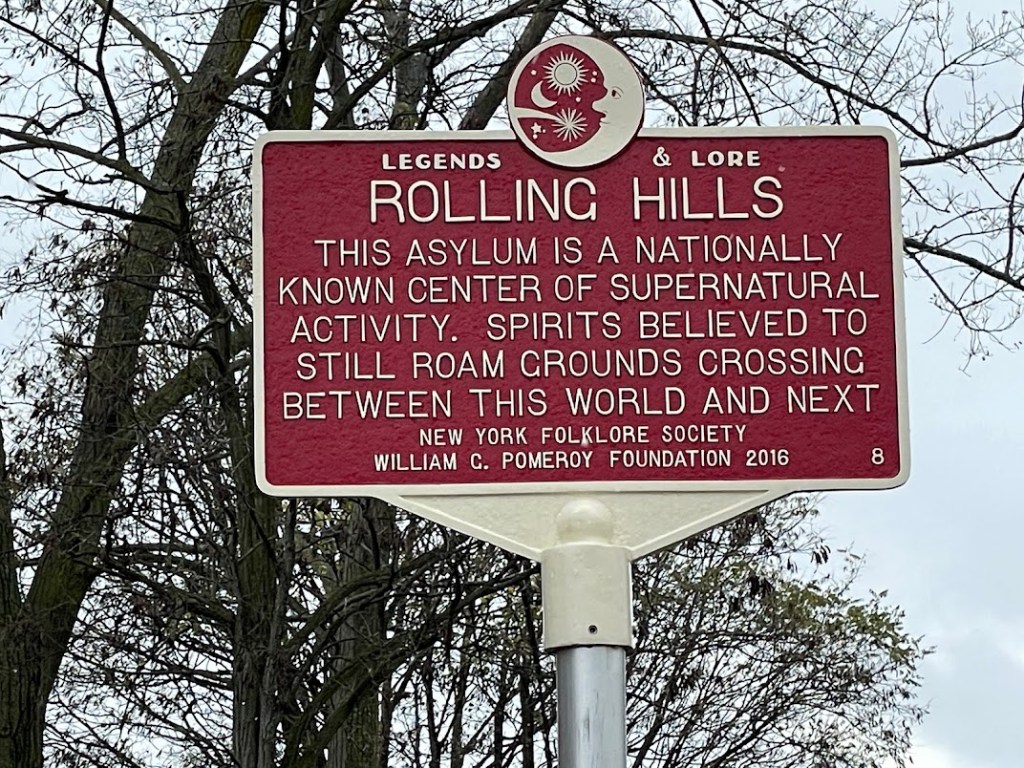 LEGENDS & LORE
ROLLING HILLS
THIS ASYLUM IS A NATIONALLY
KNOWN CENTER OF SUPERNATURAL
ACTIVITY. SPIRITS BELIEVED TO
STILL ROAM GROUNDS CROSSING
BETWEEN THIS WORLD AND NEXT
NEW YORK FOLKLORE SOCIETY
WILLIAM G. POMEROY FOUNDATION 2016 8